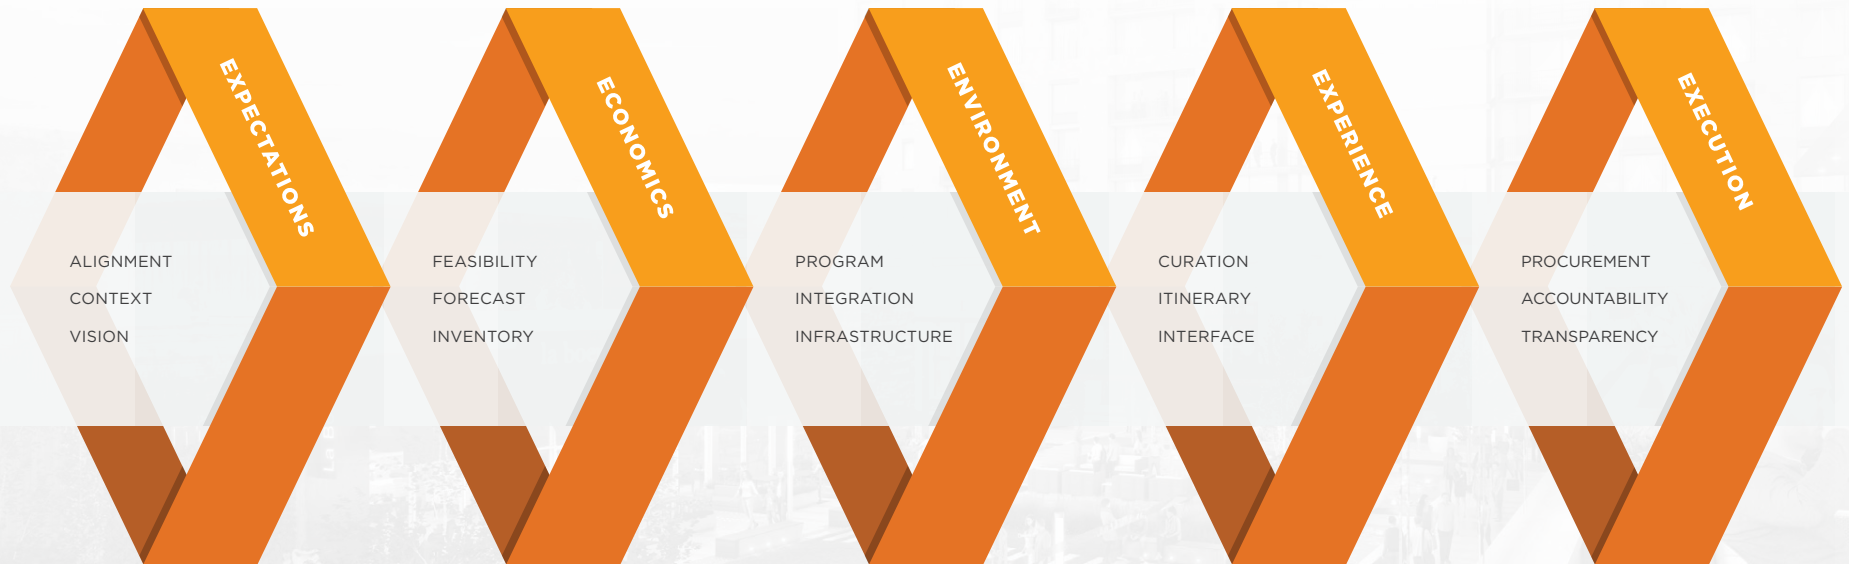 EXPECTATIONS
ALIGNMENT
CONTEXT
VISION
ECONOMICS
FEASIBILITY
FORECAST
INVENTORY
ENVIRONMENT
PROGRAM
INTEGRATION
INFRASTRUCTURE
EXPERIENCE
CURATION
ITINERARY
INTERFACE
EXECUTION
PROCUREMENT
ACCOUNTABILITY
TRANSPARENCY